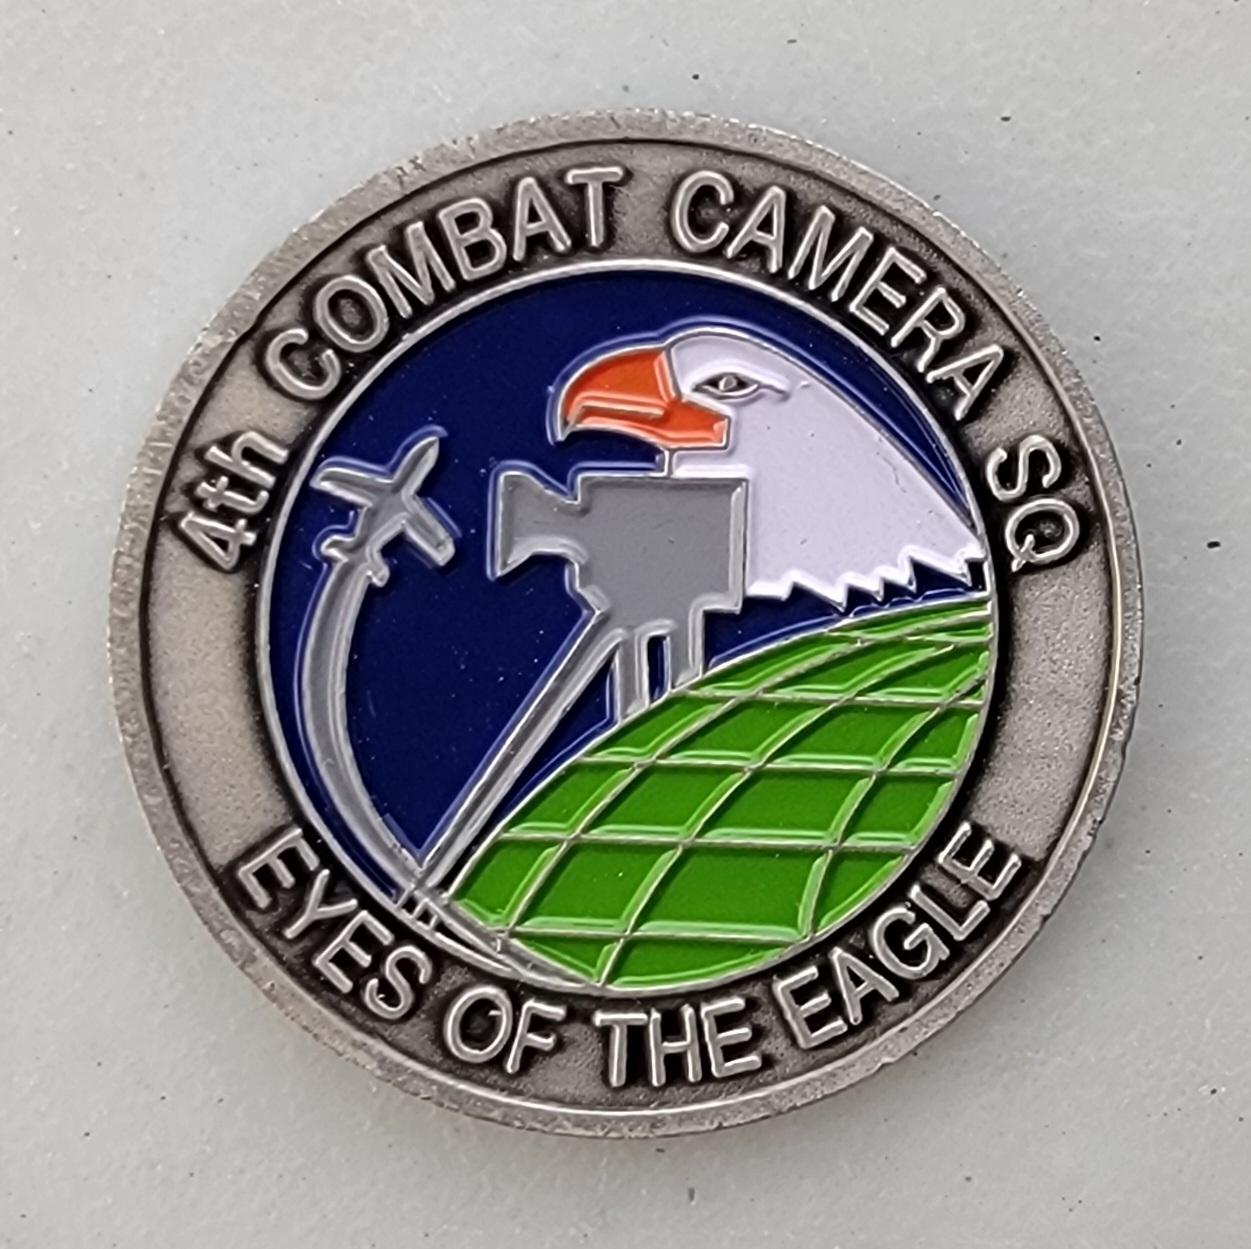 4th COMBAT CAMERA SQ
EYES OF THE EAGLE